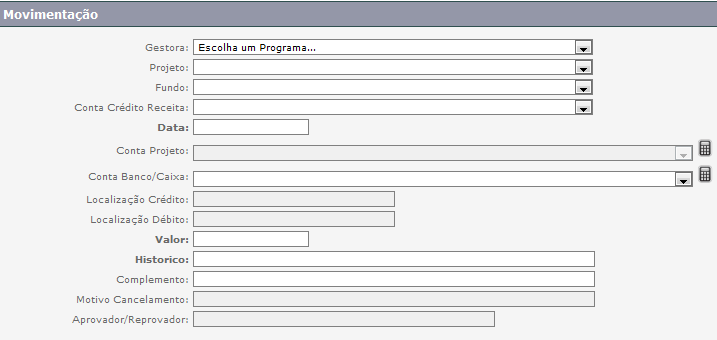 Movimentação
Gestora: Escolha um Programa...
Projeto:
Fundo:
Conta Crédito Receita:
Data:
Conta Projeto:
Conta Banco/Caixa:
Localização Crédito:
Localização Débito:
Valor:
Historico:
Complemento:
Motivo Cancelamento:
Aprovador/Reprovador: